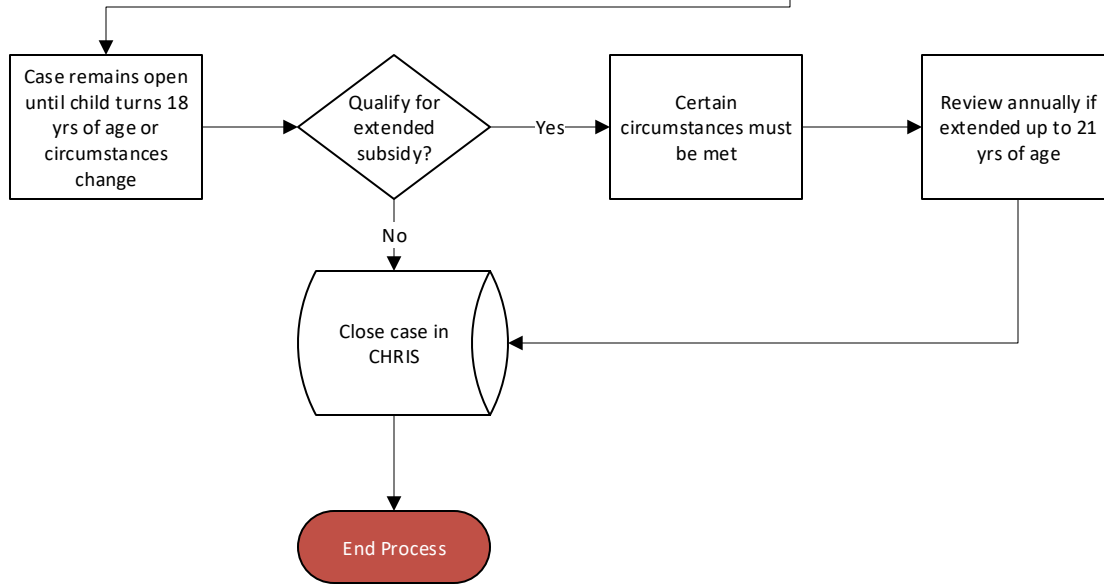 Case remains open
until child turns 18
yrs of age or
circumstances
change
Qualify for
extended
subsidy?
Yes
Certain
circumstances must
be met
Review annually if
extended up to 21
yrs of age
No
Close case in
CHRIS
End Process